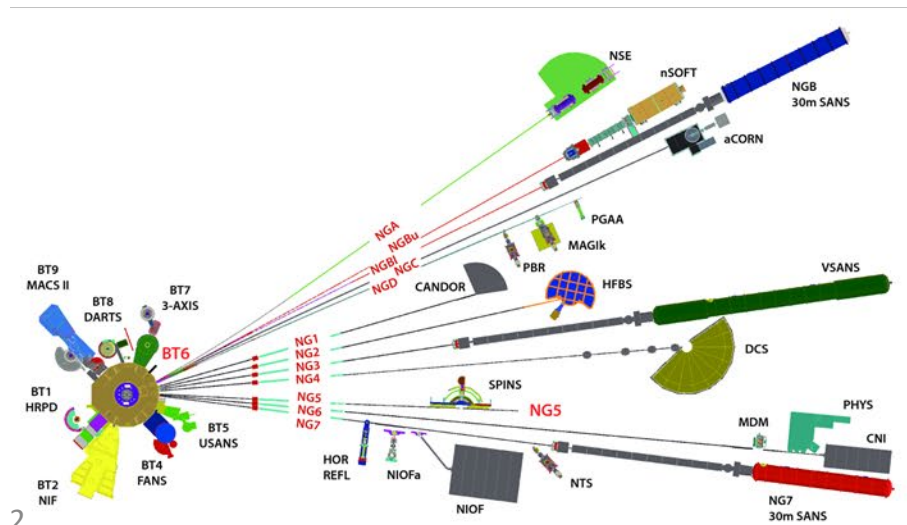 NSE
nSOFT
NGB
30m SANS
aCORN
NGA
NGBu
NGBl
NGC
NGD
PGAA
MAGIk
PBR
CANDOR
HFBS
VSANS
DCS
BT9
MACS II
BT8
DARTS
BT7
3-AXIS
BT6
NG1
NG2
NG3
NG4
NG5
NG6
NG7
SPINS
NG5
BT1
HRPD
BT5
USANS
BT4
FANS
BT2
NIF
HOR
REFL
NIOFa
NIOF
NTS
MDM
PHYS
CNI
NG7
30m SANS
2